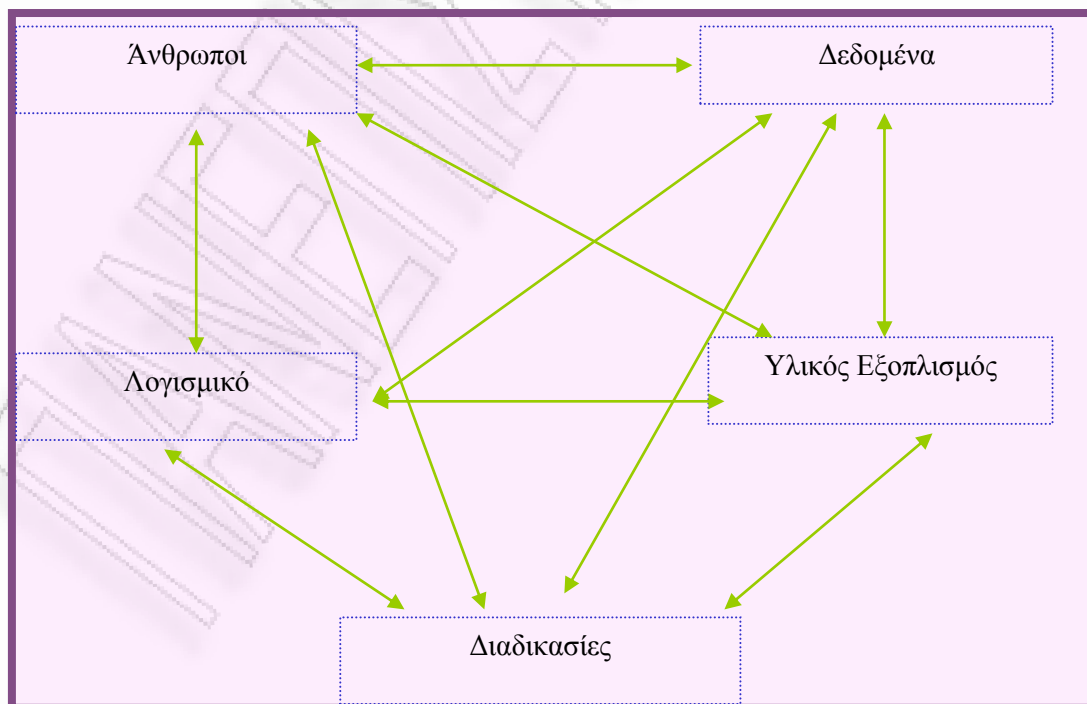 Άνθρωποι
Δεδομένα
Λογισμικό
Υλικός Εξοπλισμός
Διαδικασίες